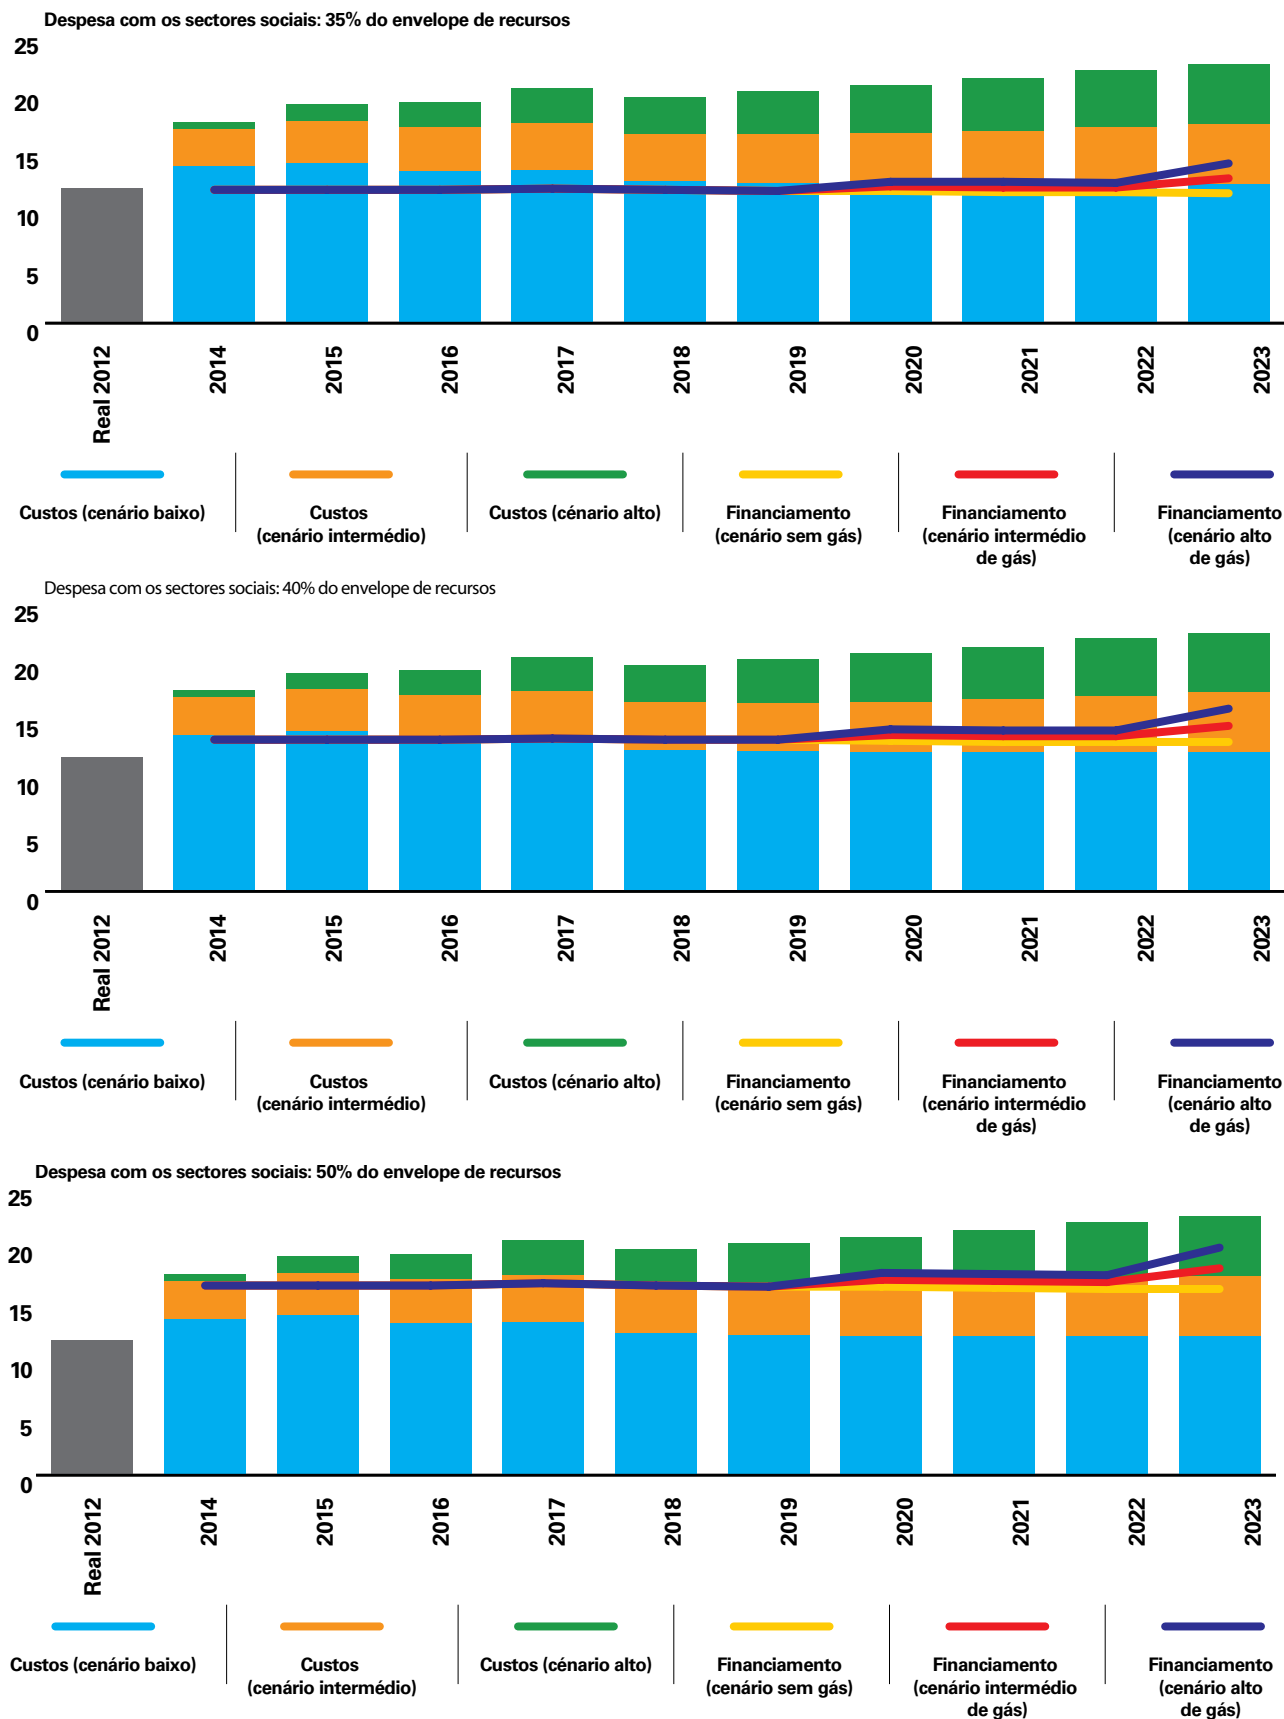 Despesa com os sectores sociais: 35% do envelope de recursos
25
20
15
10
5
0
Real 2012
2014
2015
2016
2017
2018
2019
2020
2021
2022
2023
Custos (cenário baixo)
Custos
(cenário intermédio)
Custos (cénario alto)
Financiamento
(cenário sem gás)
Financiamento
(cenário intermédio
de gás)
Financiamento
(cenário alto
de gás)
Despesa com os sectores sociais: 40% do envelope de recursos
25
20
15
10
5
0
Real 2012
2014
2015
2016
2017
2018
2019
2020
2021
2022
2023
Custos (cenário baixo)
Custos
(cenário intermédio)
Custos (cénario alto)
Financiamento
(cenário sem gás)
Financiamento
(cenário intermédio
de gás)
Financiamento
(cenário alto
de gás)
Despesa com os sectores sociais: 50% do envelope de recursos
25
20
15
10
5
0
Real 2012
2014
2015
2016
2017
2018
2019
2020
2021
2022
2023
Custos (cenário baixo)
Custos
(cenário intermédio)
Custos (cénario alto)
Financiamento
(cenário sem gás)
Financiamento
(cenário intermédio
de gás)
Financiamento
(cenário alto
de gás)